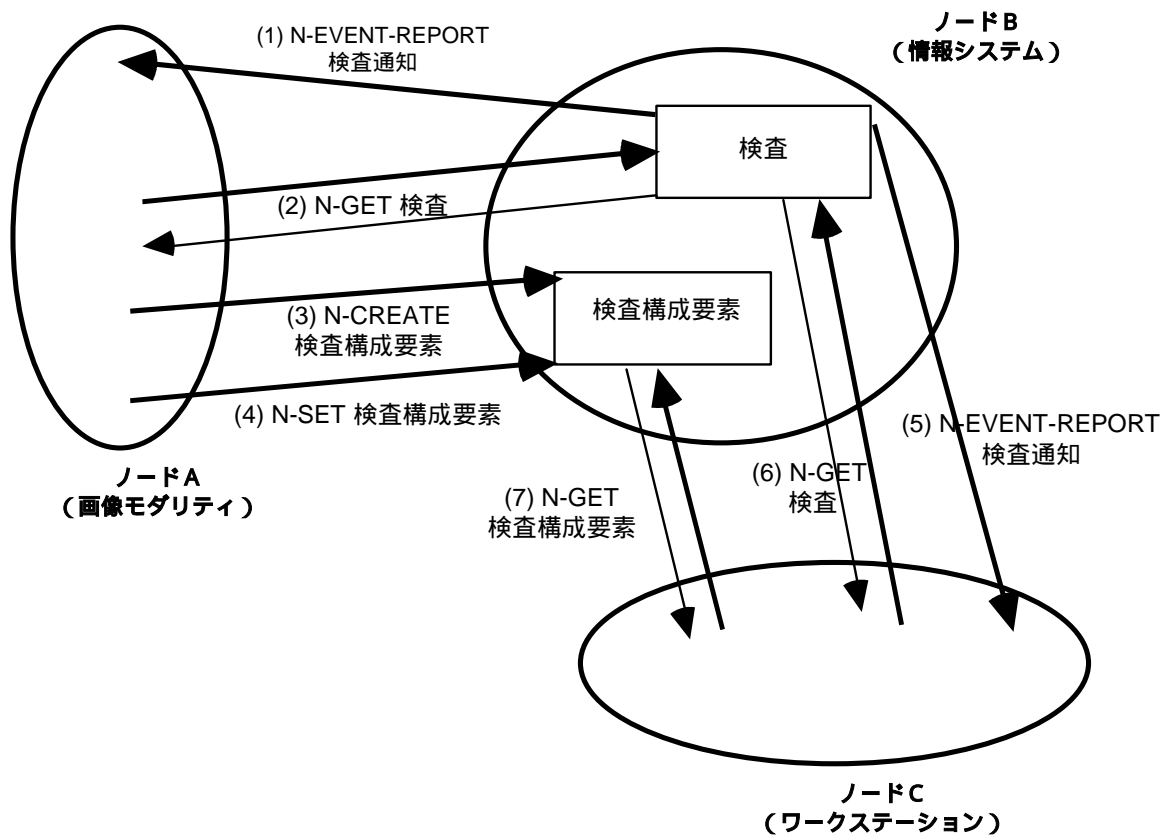 ノードB
（情報システム）
(1) N-EVENT-REPORT
検査通知
検査
(2) N-GET 検査
検査構成要素
(3) N-CREATE
検査構成要素
(4) N-SET 検査構成要素
(5) N-EVENT-REPORT
検査通知
ノードA
（画像モダリティ）
(6) N-GET
検査
(7) N-GET
検査構成要素
ノードC
（ワークステーション）